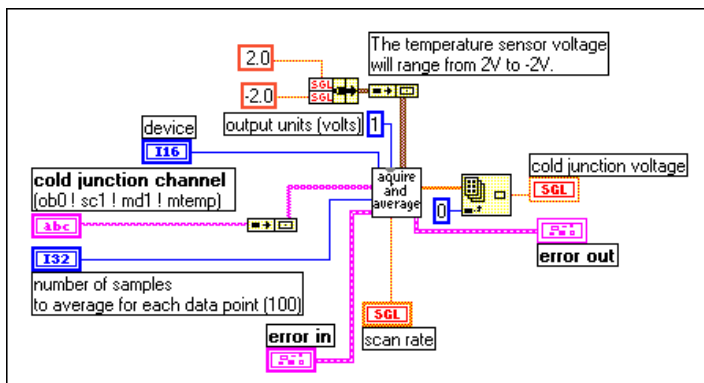 The temperature sensor voltage
will range from 2V to -2V.
2.0
SGL
SGL
-2.0
device
output units (volts)
1
I16
aquire
and
average
cold junction voltage
SGL
cold junction channel
(ob0 ! sc1 ! md1 ! mtemp)
abc
0
I32
error out
number of samples
to average for each data point (100)
SGL
error in
scan rate